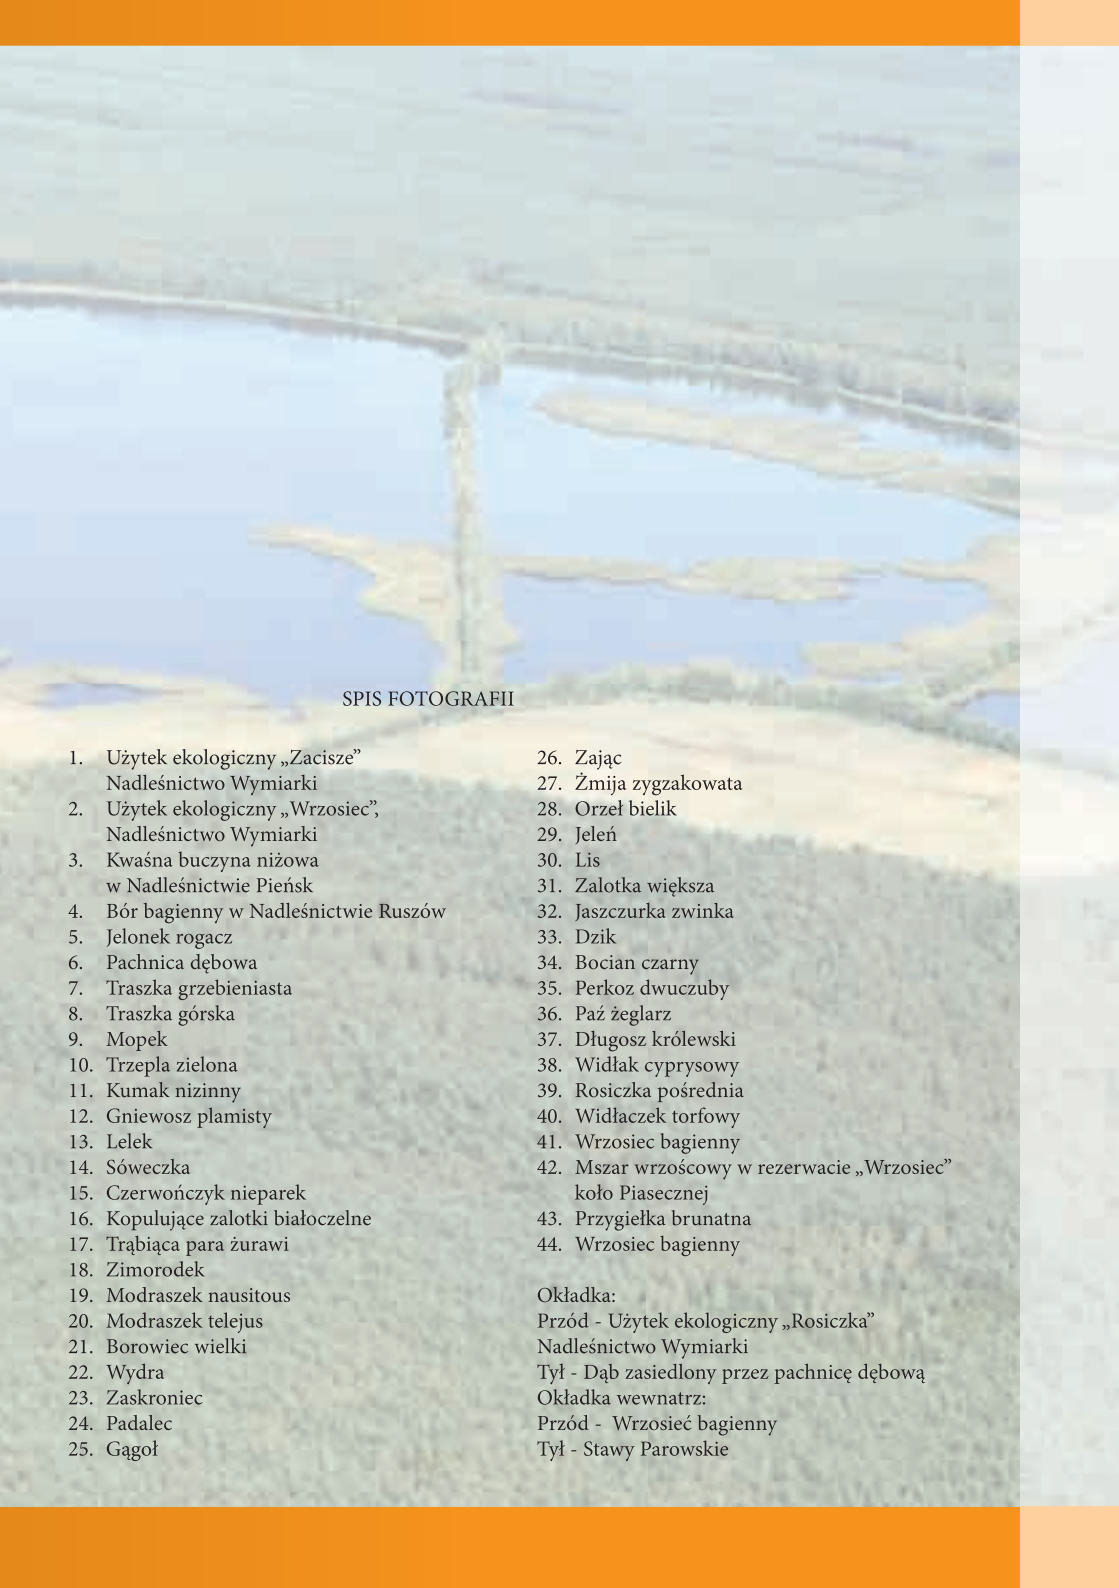 SPIS FOTOGRAFII
1. Użytek ekologiczny „Zacisze”
Nadleśnictwo Wymiarki
2. Użytek ekologiczny „Wrzosiec”,
Nadleśnictwo Wymiarki
3. Kwaśna buczyna niżowa
w Nadleśnictwie Pieńsk
4. Bór bagienny w Nadleśnictwie Ruszów
5. Jelonek rogacz
6. Pachnica dębowa
7. Traszka grzebieniasta
8. Traszka górska
9. Mopek
10. Trzepla zielona
11. Kumak nizinny
12. Gniewosz plamisty
13. Lelek
14. Sóweczka
15. Czerwończyk nieparek
16. Kopulujące zalotki białoczelne
17. Trąbiąca para żurawi
18. Zimorodek
19. Modraszek nausitous
20. Modraszek telejus
21. Borowiec wielki
22. Wydra
23. Zaskroniec
24. Padalec
25. Gągoł
26. Zając
27. Żmija zygzakowata
28. Orzeł bielik
29. Jeleń
30. Lis
31. Zalotka większa
32. Jaszczurka zwinka
33. Dzik
34. Bocian czarny
35. Perkoz dwuczuby
36. Paź żeglarz
37. Długosz królewski
38. Widłak cyprysowy
39. Rosiczka pośrednia
40. Widłaczek torfowy
41. Wrzosiec bagienny
42. Mszar wrzoścowy w rezerwacie „Wrzosiec”
koło Piasecznej
43. Przygiełka brunatna
44. Wrzosiec bagienny
Okładka:
Przód - Użytek ekologiczny „Rosiczka”
Nadleśnictwo Wymiarki
Tył - Dąb zasiedlony przez pachnicę dębową
Okładka wewnatrz:
Przód - Wrzosieć bagienny
Tył - Stawy Parowskie